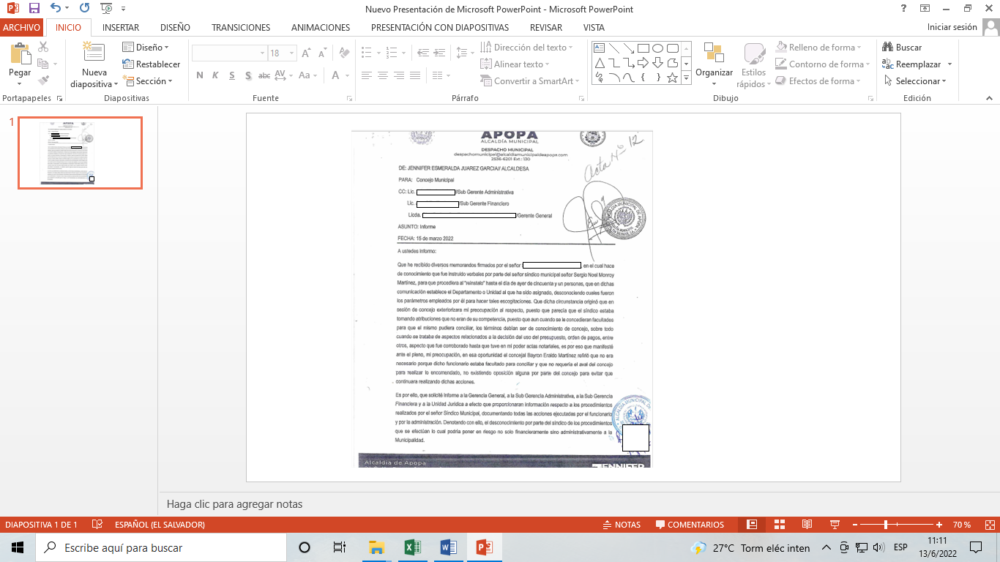 Nuevo Presentación de Microsoft PowerPoint - Microsoft PowerPoint
ARCHIVO INICIO INSERTAR DISEÑO TRANSICIONES ANIMACIONES PRESENTACIÓN CON DIAPOSITIVAS REVISAR VISTA Iniciar sesión
Pegar
Nueva diapositiva
Diseño
Restablecer
Sección
18
N K S S abc AV Aa A
Dirección del texto
Alinear texto
Convertir a SmartArt
Organizar
Estilos rápidos
Relleno de forma
Contorno de forma
Efectos de forma
Buscar
Reemplazar
Seleccionar
Portapapeles Diapositivas Fuente Párrafo Dibujo Edición
1
APOPA
ALCALDÍA MUNICIPAL
DESPACHO MUNICIPAL
despachomunicipal@alcaldiamunicipaldeapopa.com
2536-6201 Ext.: 130
Acta Nº 12
DE: JENNIFER ESMERALDA JUAREZ GARCIA// ALCALDESA
PARA: Concejo Municipal
CC: Lic. /Sub Gerente Administrativa
Lic. /Sub Gerente Financiero
Licda. /Gerente General
ASUNTO: Informe
FECHA: 15 de marzo 2022
A ustedes informo:
Que he recibido diversos memorandos firmados por el señor en el cual hace
de conocimiento que fue instruido verbales por parte del señor síndico municipal señor Sergio Noel Monroy
Martínez, para que procediera al "reinstalo" hasta el día de ayer de cincuenta y un personas, que en dichas
comunicación establece el Departamento o Unidad al que ha sido asignado, desconociendo cuales fueron
los parámetros empleados por él para hacer tales escogitaciones. Que dicha circunstancia originó que en
sesión de concejo exteriorizara mi preocupación al respecto, puesto que parecía que el síndico estaba
tomando atribuciones que no eran de su competencia, puesto que aun cuando se le concedieran facultades
para que el mismo pudiera conciliar, los términos debían ser de conocimiento de concejo, sobre todo
cuando se trataba de aspectos relacionados a la decisión del uso del presupuesto, orden de pagos, entre
otros, aspecto que fue corroborado hasta que tuve en mi poder actas notariales, es por eso que manifesté
ante el pleno, mi preocupación, en esa oportunidad el concejal Bayron Eraldo Martínez refirió que no era
necesario porque dicho funcionario estaba facultado para conciliar y que no requería el aval del concejo
para realizar lo encomendado, no existiendo oposición alguna por parte del concejo para evitar que
continuara realizando dichas acciones.
Es por ello, que solicité informe a la Gerencia General, a la Sub Gerencia Administrativa, a la Sub Gerencia
Financiera y a la Unidad Jurídica a efecto que proporcionaran información respecto a los procedimientos
realizados por el señor Síndico Municipal, documentando todas las acciones ejecutadas por el funcionario
y por la administración. Denotando con ello, el desconocimiento por parte del síndico de los procedimientos
que se efectúan lo cual podría poner en riesgo no solo financieramente sino administrativamente a la
Municipalidad.
Alcaldía de Apopa
JENNIFER
Haga clic para agregar notas
DIAPOSITIVA 1 DE 1 ESPAÑOL (EL SALVADOR) NOTAS COMENTARIOS 70 %
Escribe aquí para buscar
27°C Torm eléc inten
ESP
11:11
13/6/2022